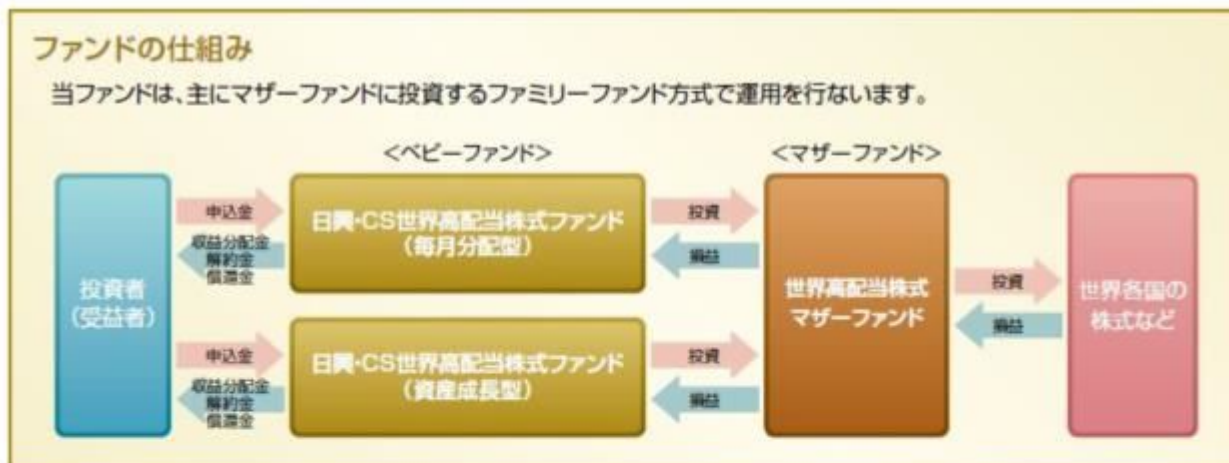 ファンドの仕組み
当ファンドは、主にマザーファンドに投資するファミリーファンド方式で運用を行ないます。
<ベビーファンド>
<マザーファンド>
投資者
(受益者)
申込金
収益分配金
解約金
償還金
日興・CS世界高配当株式ファンド
(毎月分配型)
投資
損益
申込金
収益分配金
解約金
償還金
日興・CS世界高配当株式ファンド
(資産成長型)
投資
損益
世界高配当株式
マザーファンド
投資
損益
世界各国の
株式など